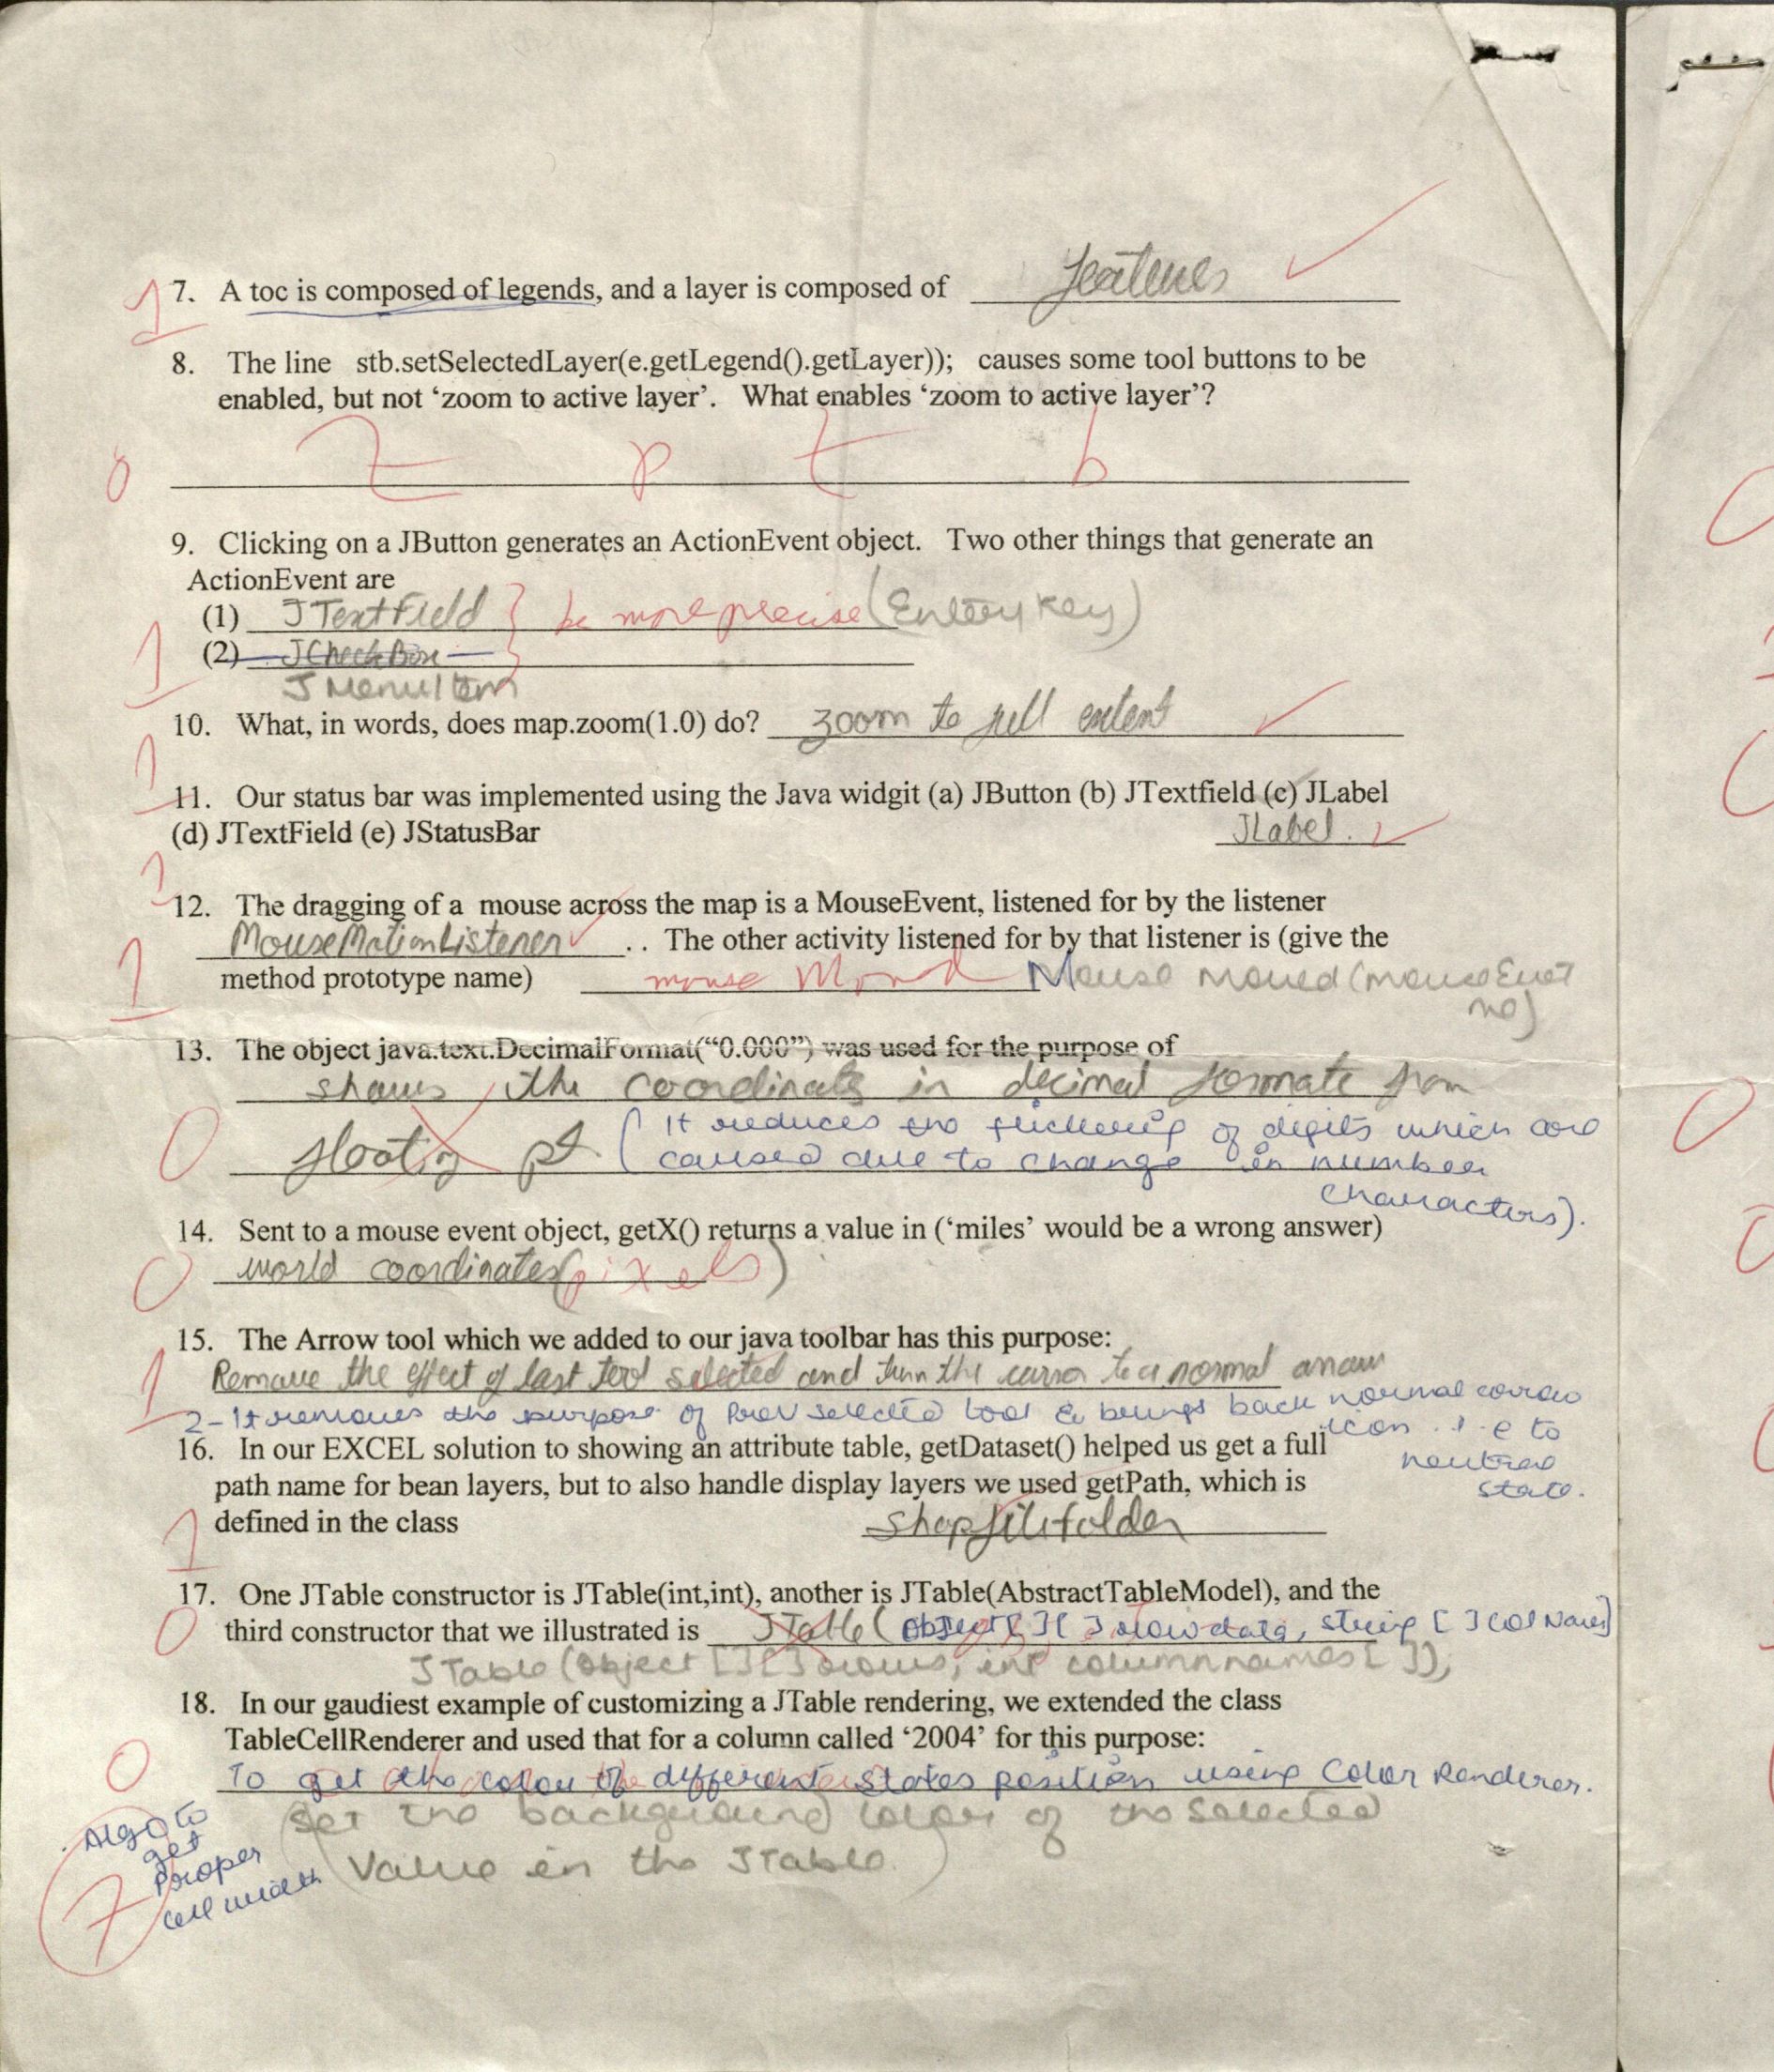 1 7. A toc is composed of legends, and a layer is composed of features
8. The line stb.setSelectedLayer(e.getLegend().getLayer()); causes some tool buttons to be
enabled, but not ‘zoom to active layer’. What enables ‘zoom to active layer’?
0 Z p t b
9. Clicking on a JButton generates an ActionEvent object. Two other things that generate an
ActionEvent are
(1) JTextField } be more precise (Entery key)
1 (2) JCheckBox
JMenuItem
10. What, in words, does map.zoom(1.0) do? zoom to full extent
1
11. Our status bar was implemented using the Java widgit (a) JButton (b) JTextfield (c) JLabel
(d) JTextField (e) JStatusBar JLabel.
1
12. The dragging of a mouse across the map is a MouseEvent, listened for by the listener
MouseMotionListener .. The other activity listened for by that listener is (give the
1 method prototype name) mouse Moved Mouse Moved (mouseEvent
me)
13. The object java.text.DecimalFormat(“0.000”) was used for the purpose of
shows the coordinate in decimal formate from
0 floating pt (It reduces the flickering of digits which are
caused due to change in number
characters).
14. Sent to a mouse event object, getX() returns a value in (‘miles’ would be a wrong answer)
0 world coordinates (pixels)
15. The Arrow tool which we added to our java toolbar has this purpose:
1 Remove the effect of last tool selected and turn the cursor to a normal arrow
2- It removes the purpose of prev selected tool & brings back normal cursor
icon. i.e to
neutral
state.
16. In our EXCEL solution to showing an attribute table, getDataset() helped us get a full
path name for bean layers, but to also handle display layers we used getPath, which is
1 defined in the class Shapfilefolder
17. One JTable constructor is JTable(int,int), another is JTable(AbstractTableModel), and the
0 third constructor that we illustrated is JTable (Object [ ][ ] rowdata, string [ ] colNames)
JTable (Object [ ][ ] rows, int columnnames [ ]);
18. In our gaudiest example of customizing a JTable rendering, we extended the class
TableCellRenderer and used that for a column called ‘2004’ for this purpose:
0 To get the colour of different states position using Color Renderer.
(Set the background color of the selected
Value in the JTable)
Algo to
get
proper
cell width
7